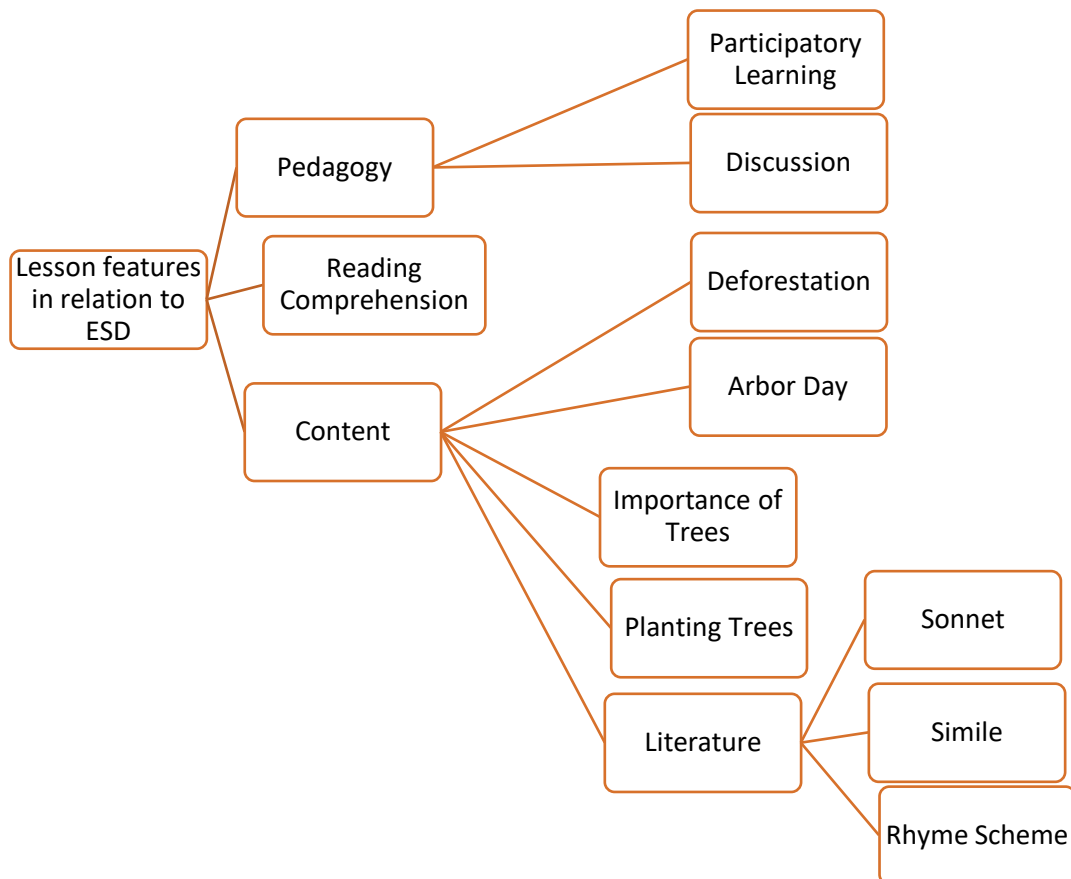 Lesson features
in relation to
ESD
Pedagogy
Participatory
Learning
Discussion
Reading
Comprehension
Content
Deforestation
Arbor Day
Importance of
Trees
Planting Trees
Literature
Sonnet
Simile
Rhyme Scheme